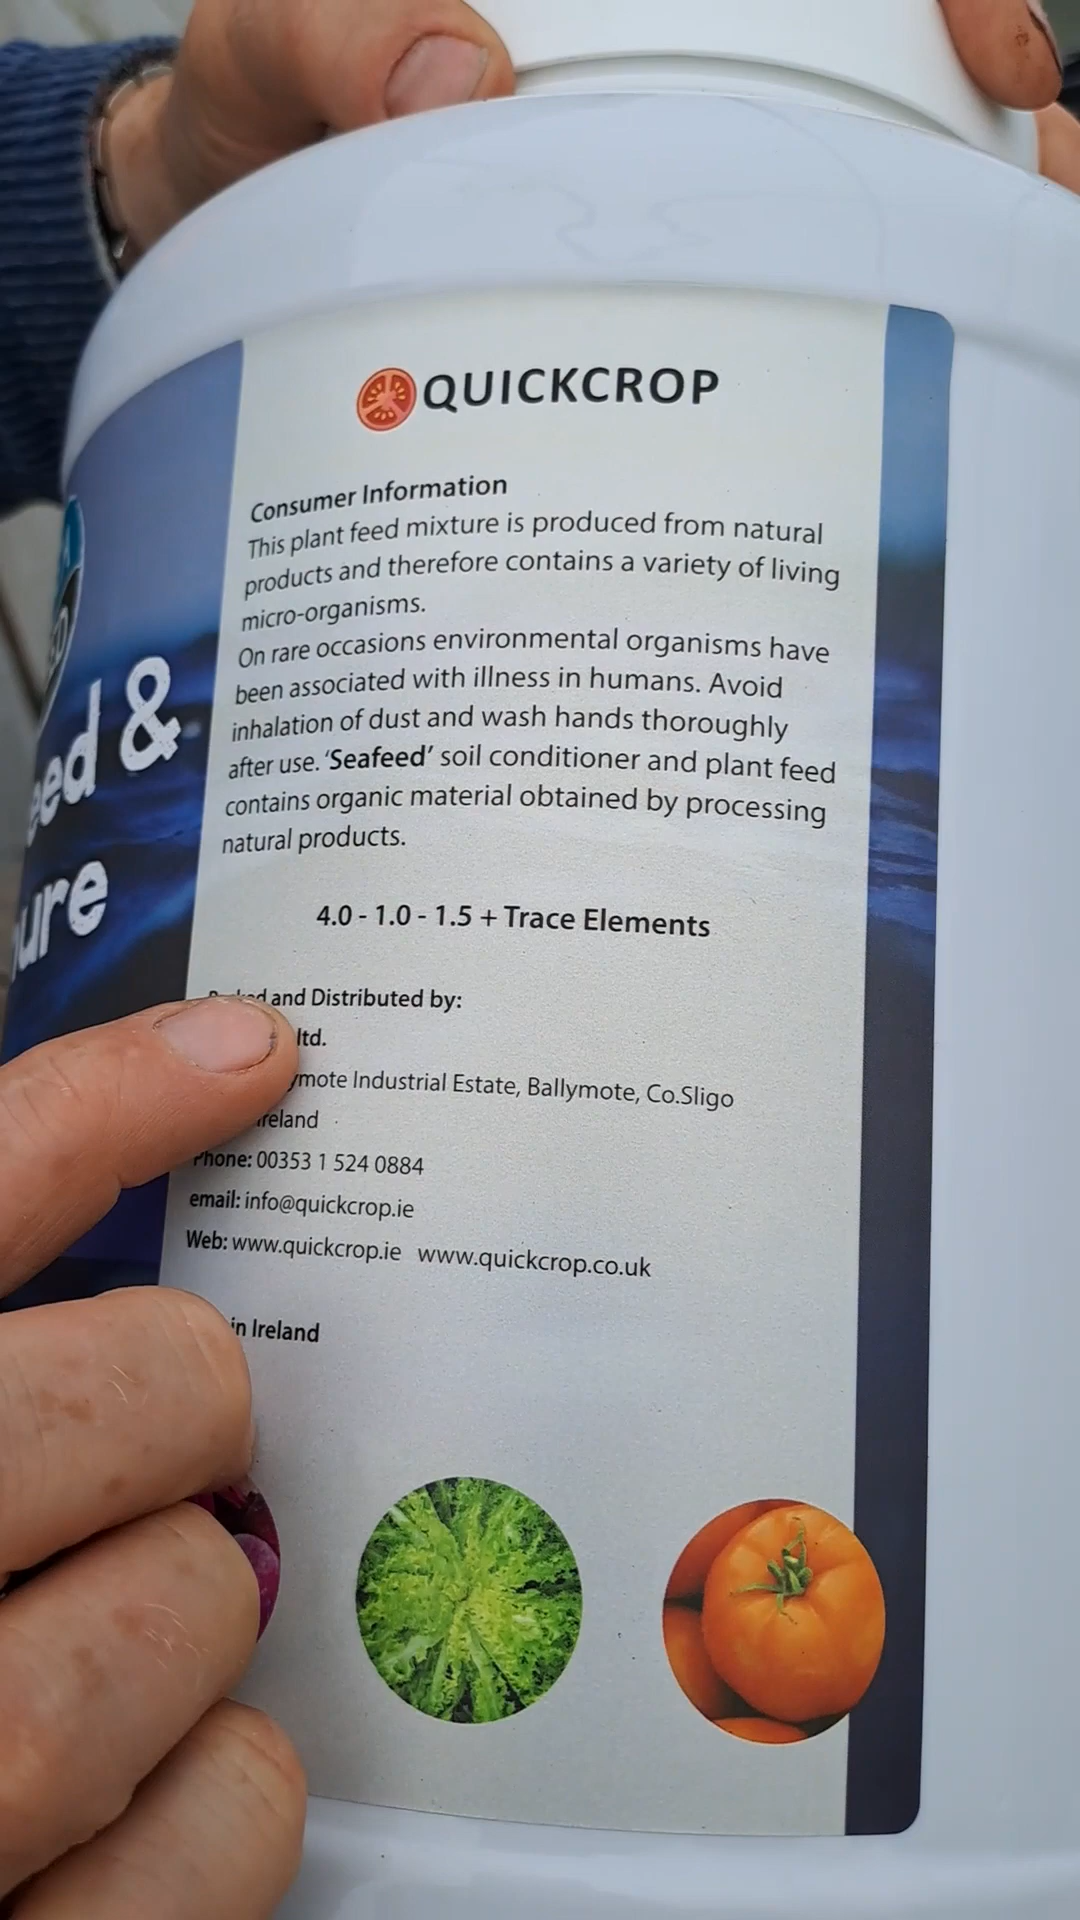 QUICKCROP
Consumer Information
This plant feed mixture is produced from natural
products and therefore contains a variety of living
micro-organisms.
On rare occasions environmental organisms have
been associated with illness in humans. Avoid
inhalation of dust and wash hands thoroughly
after use. ‘Seafeed’ soil conditioner and plant feed
contains organic material obtained by processing
natural products.
4.0 - 1.0 - 1.5 + Trace Elements
and Distributed by:
ltd.
Industrial Estate, Ballymote, Co.Sligo
Ireland
Phone: 00353 1 524 0884
email: info@quickcrop.ie
Web: www.quickcrop.ie www.quickcrop.co.uk
in Ireland
&